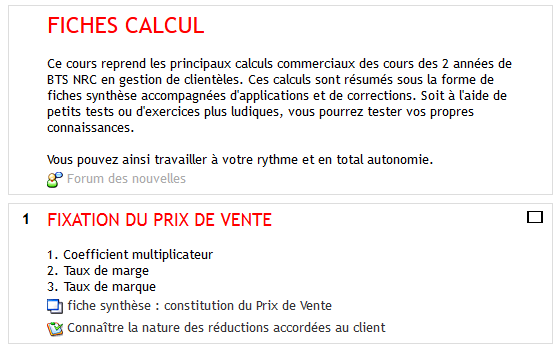 FICHES CALCUL
Ce cours reprend les principaux calculs commerciaux des cours des 2 années de
BTS NRC en gestion de clientèles. Ces calculs sont résumés sous la forme de
fiches synthèse accompagnées d'applications et de corrections. Soit à l'aide de
petits tests ou d'exercices plus ludiques, vous pourrez tester vos propres
connaissances.
Vous pouvez ainsi travailler à votre rythme et en total autonomie.
Forum des nouvelles
1 FIXATION DU PRIX DE VENTE
1. Coefficient multiplicateur
2. Taux de marge
3. Taux de marque
fiche synthèse : constitution du Prix de Vente
Connaître la nature des réductions accordées au client